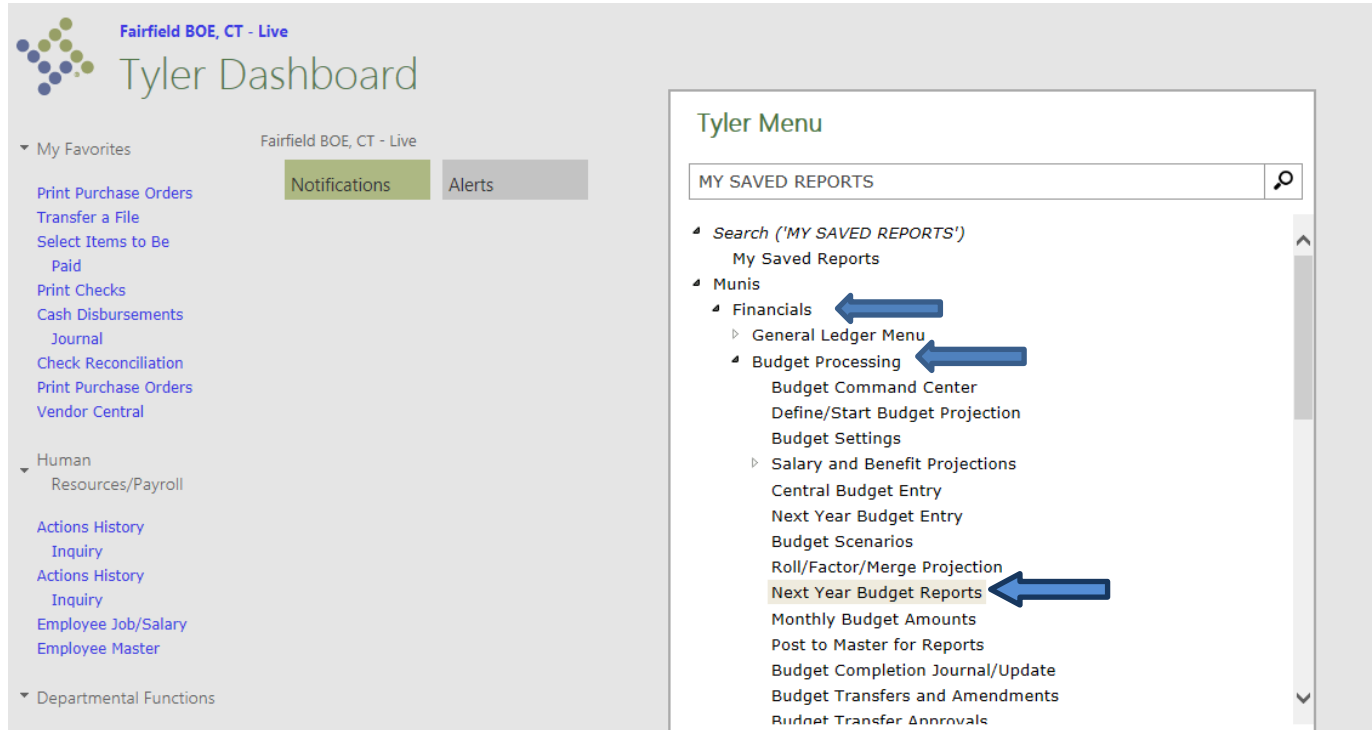 Fairfield BOE, CT - Live
Tyler Dashboard
My Favorites
Print Purchase Orders
Transfer a File
Select Items to Be
Paid
Print Checks
Cash Disbursements
Journal
Check Reconciliation
Print Purchase Orders
Vendor Central
Human
Resources/Payroll
Actions History
Inquiry
Actions History
Inquiry
Employee Job/Salary
Employee Master
Departmental Functions
Fairfield BOE, CT - Live
Notifications
Alerts
Tyler Menu
MY SAVED REPORTS
Search ('MY SAVED REPORTS')
My Saved Reports
Munis
Financials
General Ledger Menu
Budget Processing
Budget Command Center
Define/Start Budget Projection
Budget Settings
Salary and Benefit Projections
Central Budget Entry
Next Year Budget Entry
Budget Scenarios
Roll/Factor/Merge Projection
Next Year Budget Reports
Monthly Budget Amounts
Post to Master for Reports
Budget Completion Journal/Update
Budget Transfers and Amendments
Budget Transfer Approvals